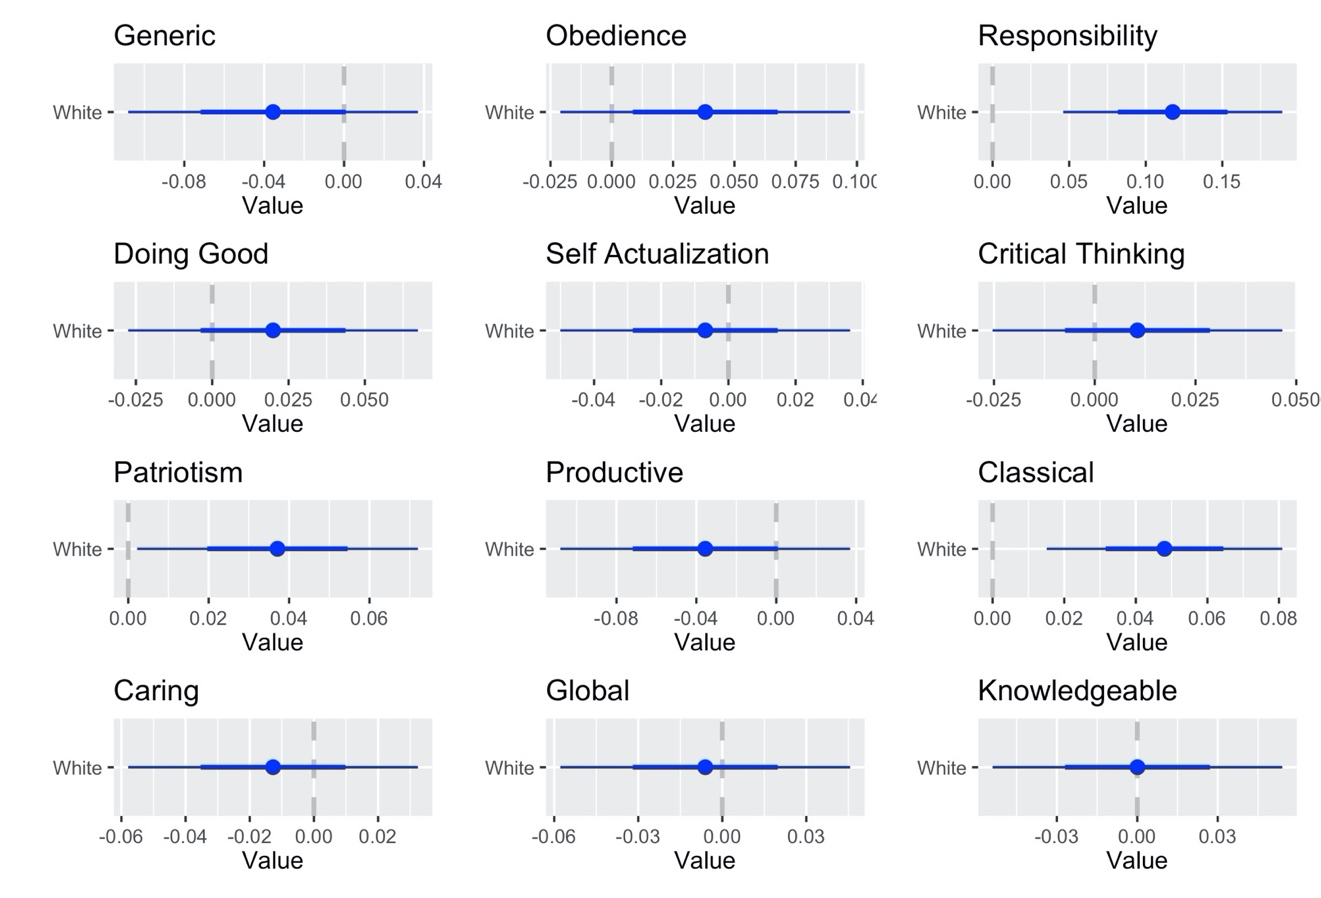 Generic Obedience Responsibility
White White White
-0.08 -0.04 0.00 0.04 -0.025 0.000 0.025 0.050 0.075 0.100 0.00 0.05 0.10 0.15
Value Value Value
Doing Good Self Actualization Critical Thinking
White White White
-0.025 0.000 0.025 0.050 -0.04 -0.02 0.00 0.02 0.04 -0.025 0.000 0.025 0.050
Value Value Value
Patriotism Productive Classical
White White White
0.00 0.02 0.04 0.06 -0.08 -0.04 0.00 0.04 0.00 0.02 0.04 0.06 0.08
Value Value Value
Caring Global Knowledgeable
White White White
-0.06 -0.04 -0.02 0.00 0.02 -0.06 -0.03 0.00 0.03 -0.03 0.00 0.03
Value Value Value